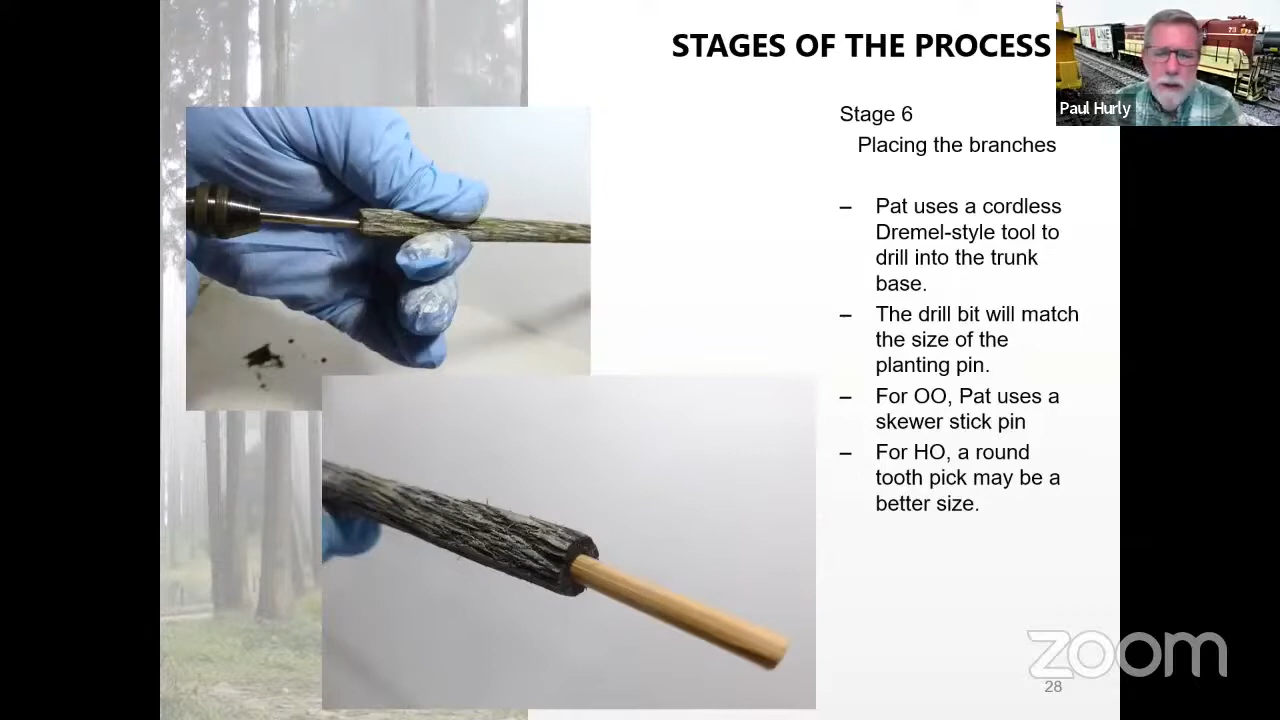 STAGES OF THE PROCESS
LINE
73
Paul Hurly
Stage 6
Placing the branches
– Pat uses a cordless
Dremel-style tool to
drill into the trunk
base.
– The drill bit will match
the size of the
planting pin.
– For OO, Pat uses a
skewer stick pin
– For HO, a round
tooth pick may be a
better size.
zoom
28